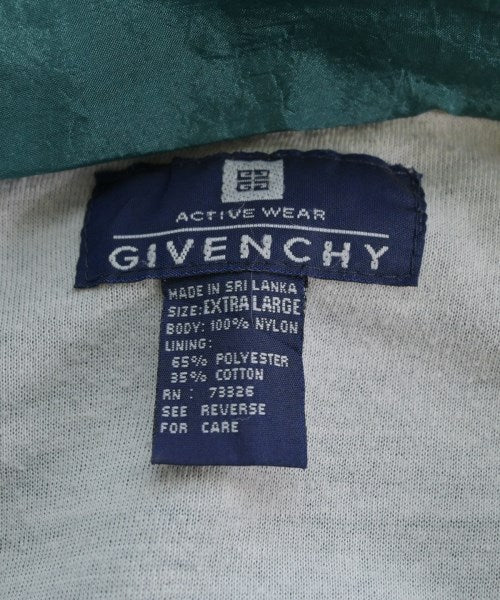 ACTIVE WEAR
GIVENCHY
MADE IN SRI LANKA
SIZE: EXTRA LARGE
BODY: 100% NYLON
LINING:
65% POLYESTER
35% COTTON
RN: 73326
SEE REVERSE
FOR CARE